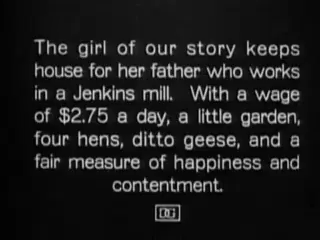 The girl of our story keeps
house for her father who works
in a Jenkins mill. With a wage
of $2.75 a day, a little garden,
four hens, ditto geese, and a
fair measure of happiness and
contentment.
DG